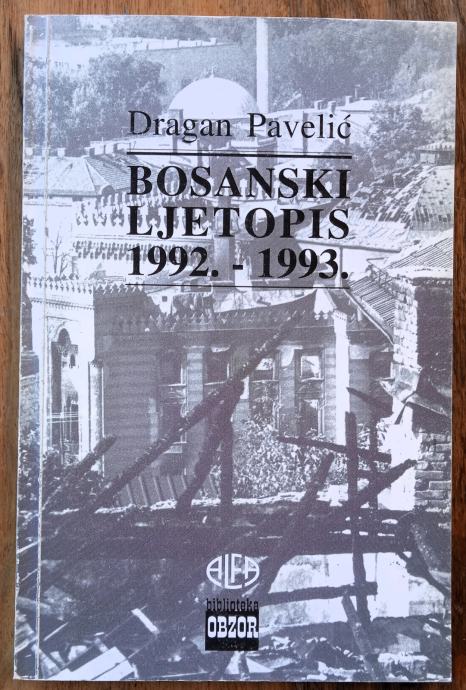 Dragan Pavelić
BOSANSKI
LJETOPIS
1992. - 1993.
ALFA
biblioteka
OBZOR